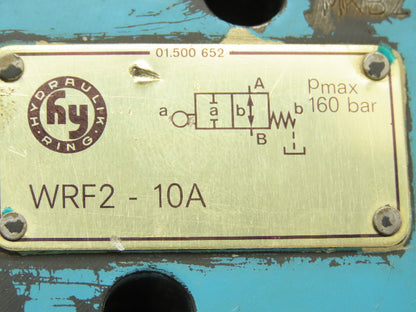 01.500 652
HYDRAULIK
RING
hy
A
a
a
b
b
B
pmax
160 bar
WRF2 - 10A